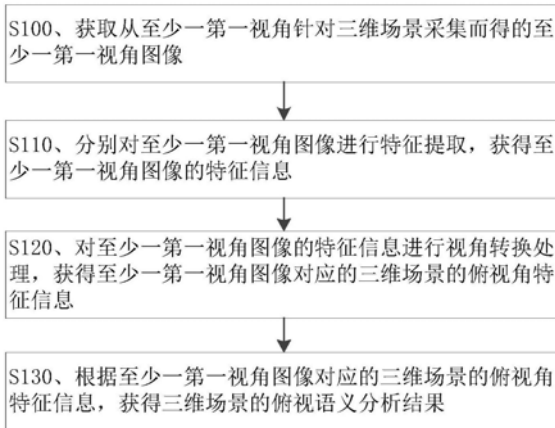 S100、获取从至少一第一视角针对三维场景采集而得的至
少一第一视角图像
S110、分别对至少一第一视角图像进行特征提取，获得至
少一第一视角图像的特征信息
S120、对至少一第一视角图像的特征信息进行视角转换处
理，获得至少一第一视角图像对应的三维场景的俯视角特
征信息
S130、根据至少一第一视角图像对应的三维场景的俯视角
特征信息，获得三维场景的俯视语义分析结果